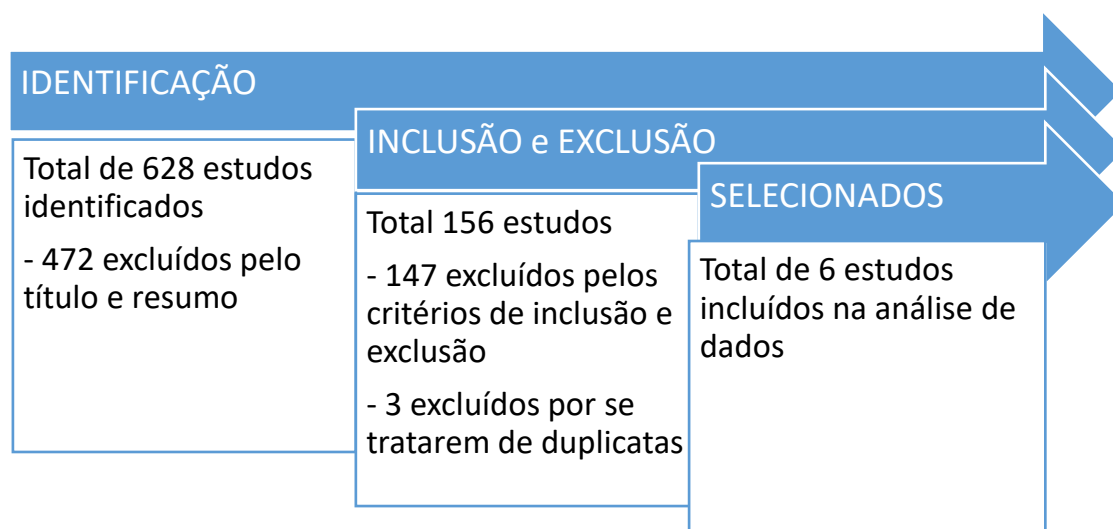 IDENTIFICAÇÃO
Total de 628 estudos
identificados
- 472 excluídos pelo
título e resumo
INCLUSÃO e EXCLUSÃO
Total 156 estudos
- 147 excluídos pelos
critérios de inclusão e
exclusão
- 3 excluídos por se
tratarem de duplicatas
SELECIONADOS
Total de 6 estudos
incluídos na análise de
dados